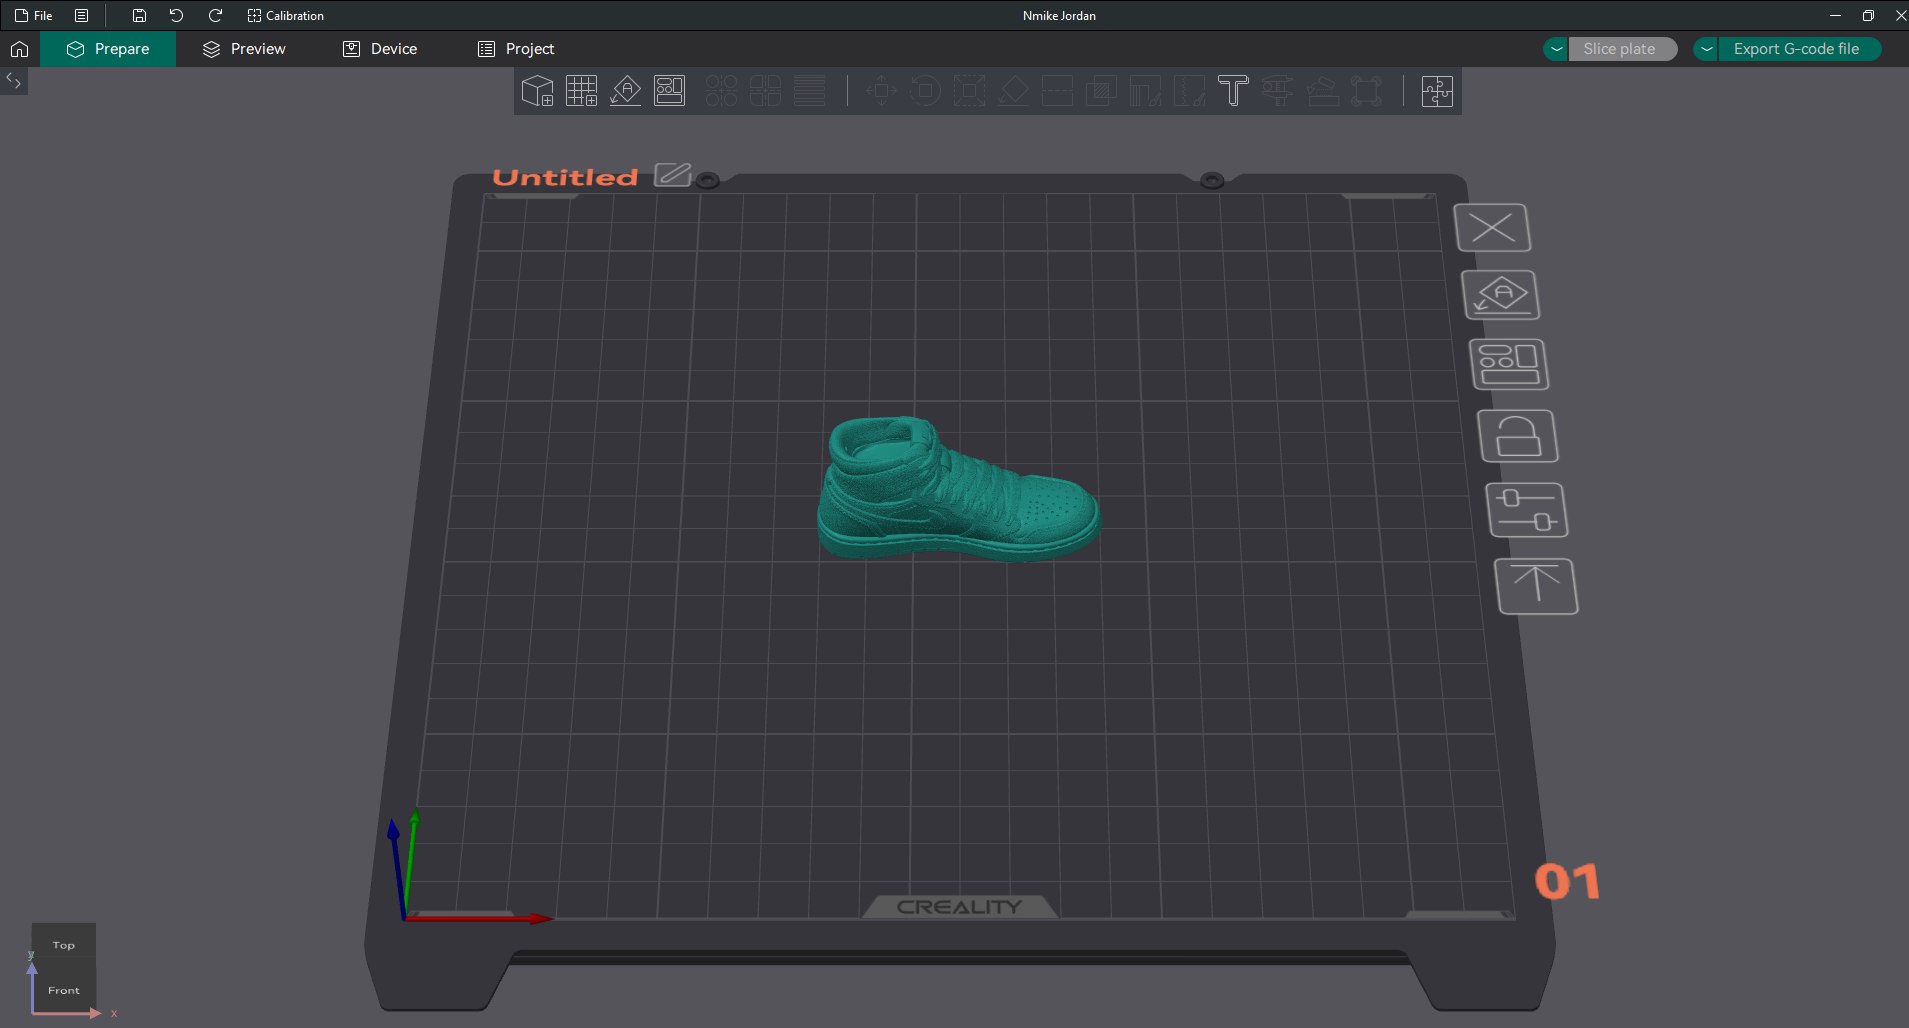 File
Calibration
Nmike Jordan
Prepare
Preview
Device
Project
Slice plate
Export G-code file
Untitled
CREALITY
01
Top
y
Front
x